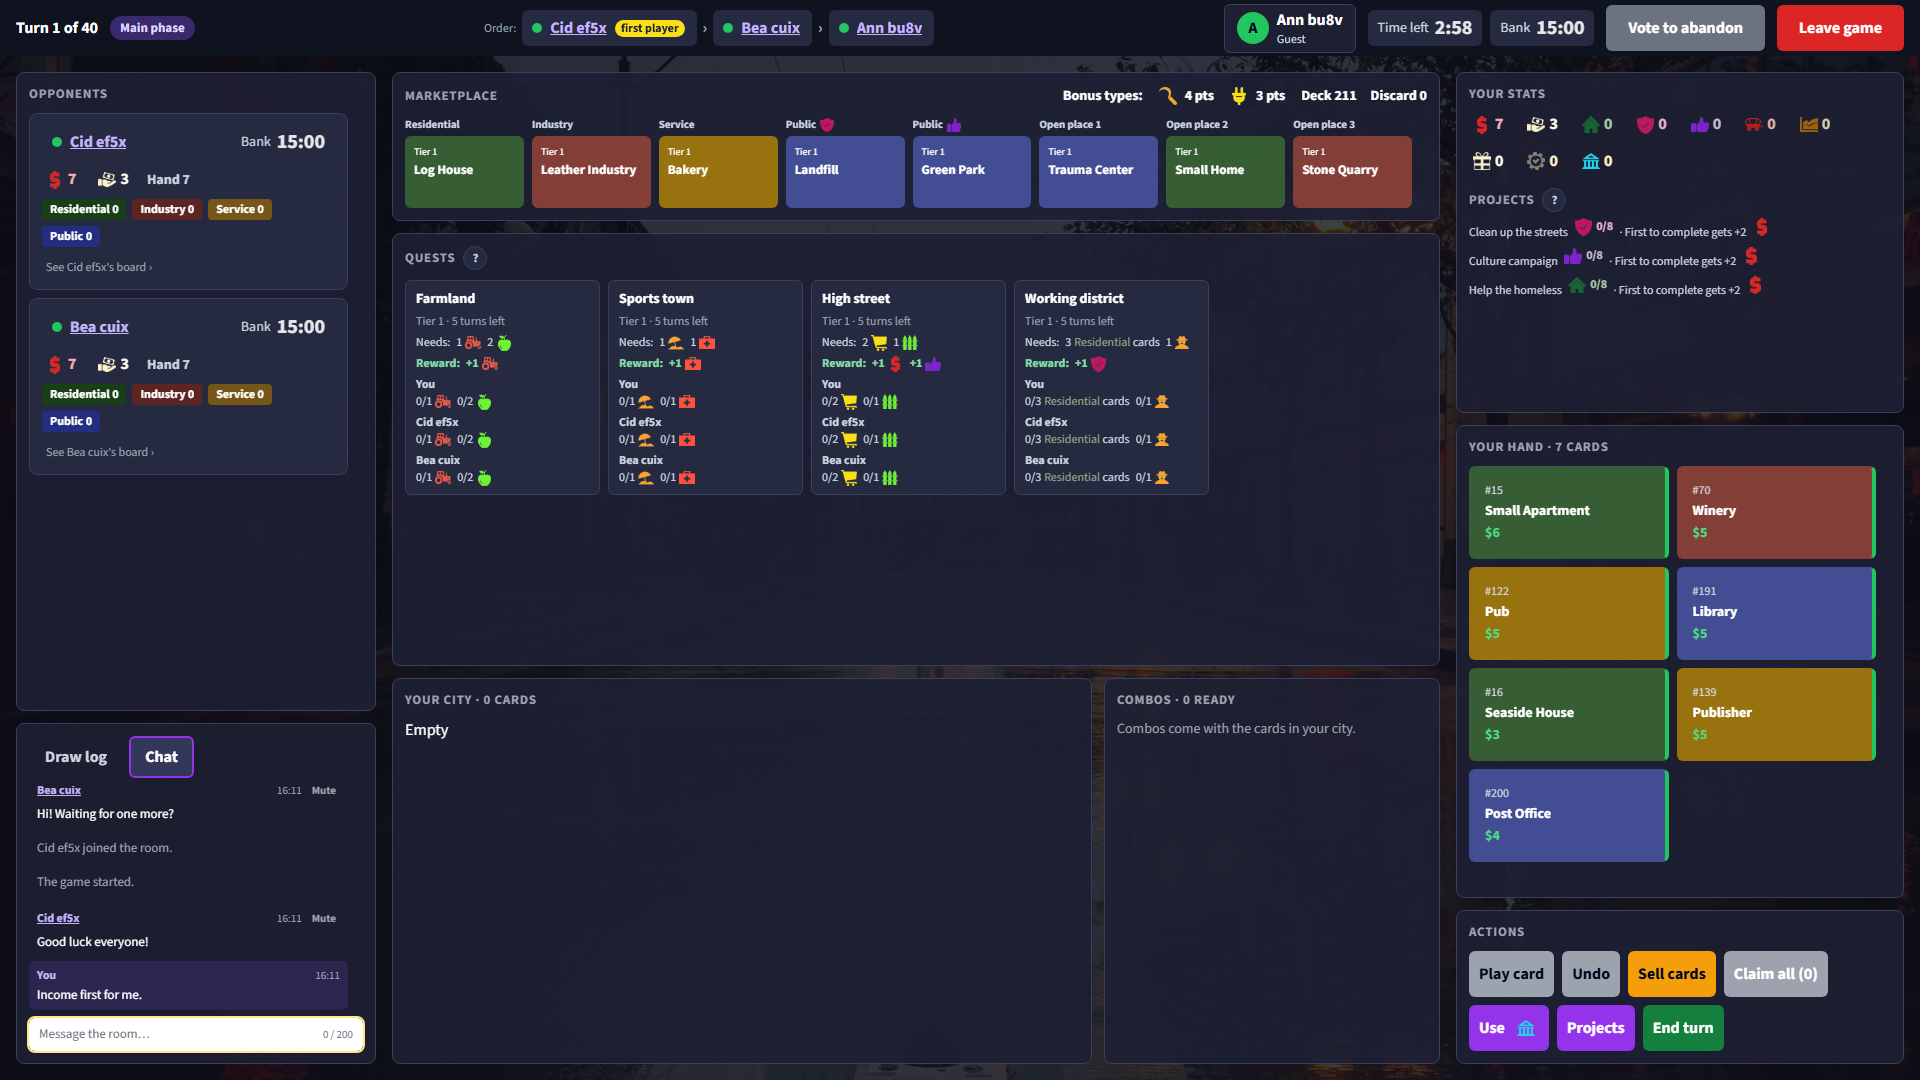 Turn 1 of 40 Main phase
Order: Cid ef5x first player › Bea cuix › Ann bu8v
A Ann bu8v
Guest
Time left 2:58
Bank 15:00
Vote to abandon
Leave game
OPPONENTS
Cid ef5x Bank 15:00
$ 7 3 Hand 7
Residential 0 Industry 0 Service 0
Public 0
See Cid ef5x's board ›
Bea cuix Bank 15:00
$ 7 3 Hand 7
Residential 0 Industry 0 Service 0
Public 0
See Bea cuix's board ›
Draw log Chat
Bea cuix 16:11 Mute
Hi! Waiting for one more?
Cid ef5x joined the room.
The game started.
Cid ef5x 16:11 Mute
Good luck everyone!
You 16:11
Income first for me.
Message the room… 0 / 200
MARKETPLACE
Bonus types: 4 pts 3 pts Deck 211 Discard 0
Residential Industry Service Public Public Open place 1 Open place 2 Open place 3
Tier 1 Tier 1 Tier 1 Tier 1 Tier 1 Tier 1 Tier 1 Tier 1
Log House Leather Industry Bakery Landfill Green Park Trauma Center Small Home Stone Quarry
QUESTS ?
Farmland
Tier 1 · 5 turns left
Needs: 1 2
Reward: +1
You
0/1 0/2
Cid ef5x
0/1 0/2
Bea cuix
0/1 0/2
Sports town
Tier 1 · 5 turns left
Needs: 1 1
Reward: +1
You
0/1 0/1
Cid ef5x
0/1 0/1
Bea cuix
0/1 0/1
High street
Tier 1 · 5 turns left
Needs: 2 1
Reward: +1 $ +1
You
0/2 0/1
Cid ef5x
0/2 0/1
Bea cuix
0/2 0/1
Working district
Tier 1 · 5 turns left
Needs: 3 Residential cards 1
Reward: +1
You
0/3 Residential cards 0/1
Cid ef5x
0/3 Residential cards 0/1
Bea cuix
0/3 Residential cards 0/1
YOUR CITY · 0 CARDS
Empty
COMBOS · 0 READY
Combos come with the cards in your city.
YOUR STATS
$ 7 3 0 0 0 0 0
0 0 0
PROJECTS ?
Clean up the streets 0/8 · First to complete gets +2 $
Culture campaign 0/8 · First to complete gets +2 $
Help the homeless 0/8 · First to complete gets +2 $
YOUR HAND · 7 CARDS
#15
Small Apartment
$6
#70
Winery
$5
#122
Pub
$5
#191
Library
$5
#16
Seaside House
$3
#139
Publisher
$5
#200
Post Office
$4
ACTIONS
Play card Undo Sell cards Claim all (0)
Use Projects End turn